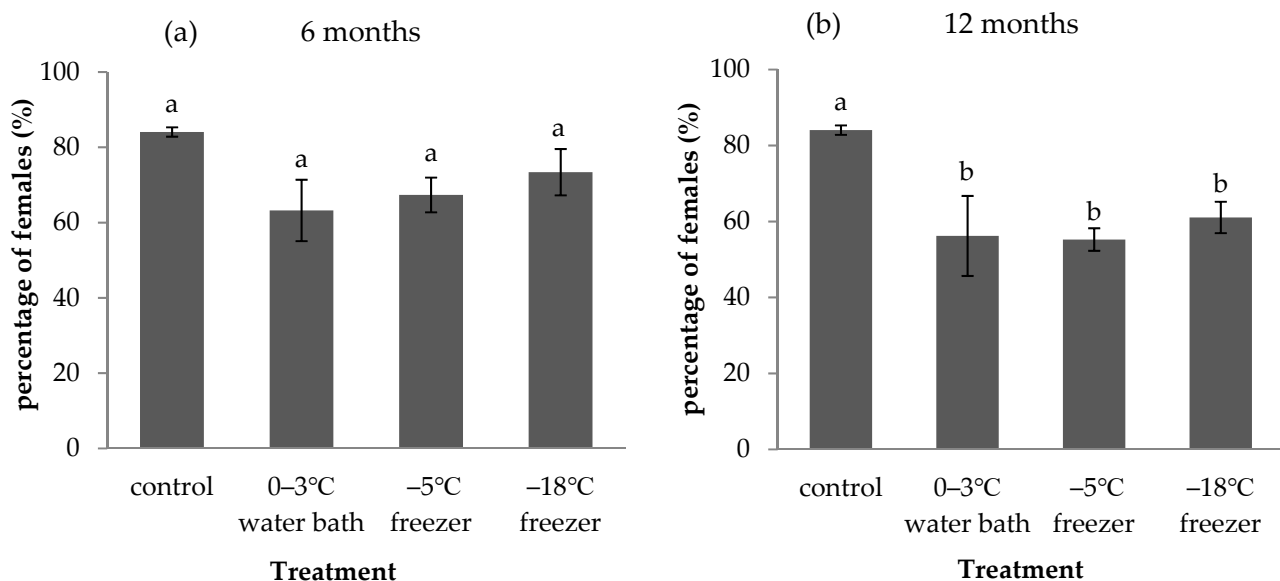 (a) 6 months
percentage of females (%)
100
80
60
40
20
0
a
a
a
a
control
0–3°C
water bath
–5°C
freezer
–18°C
freezer
Treatment
(b) 12 months
percentage of females (%)
100
80
60
40
20
0
a
b
b
b
control
0–3°C
water bath
–5°C
freezer
–18°C
freezer
Treatment